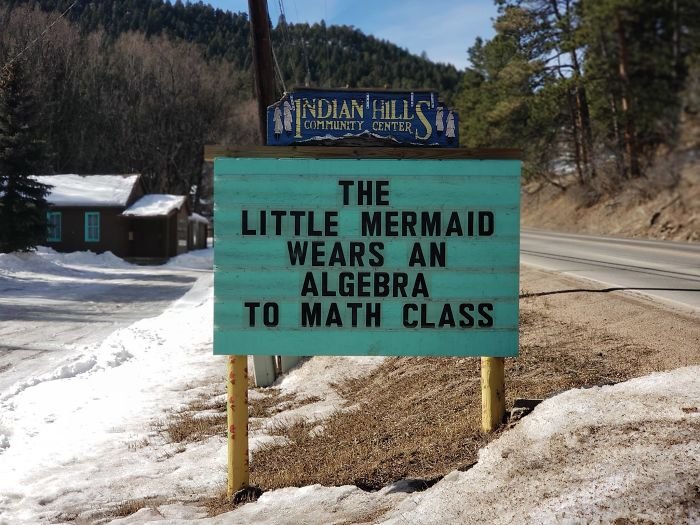 INDIAN HILLS
COMMUNITY CENTER
THE
LITTLE MERMAID
WEARS AN
ALGEBRA
TO MATH CLASS